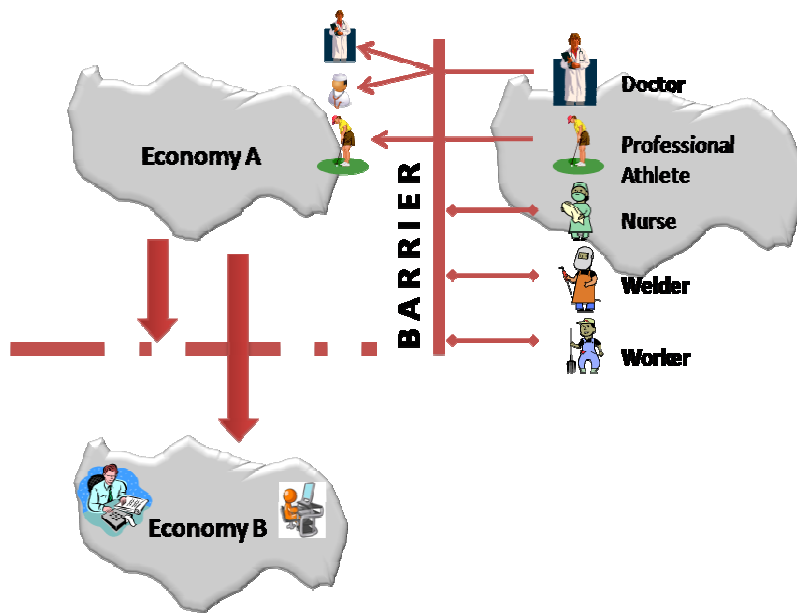 Economy A
BARRIER
Doctor
Professional
Athlete
Nurse
Welder
Worker
Economy B